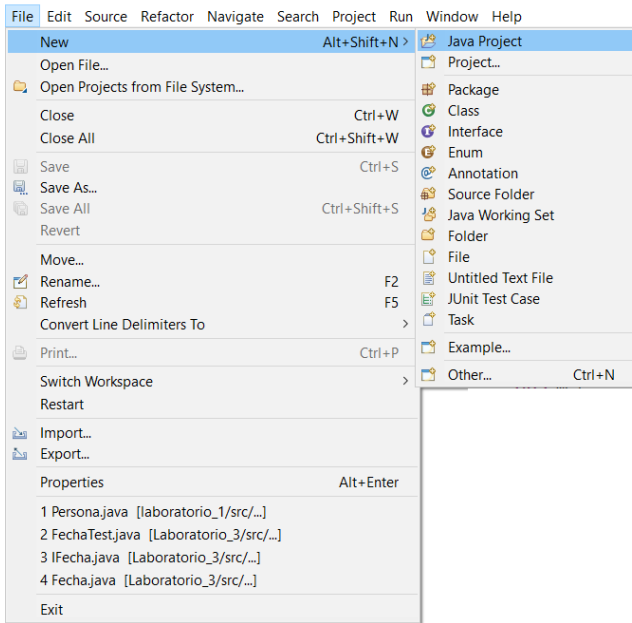 File Edit Source Refactor Navigate Search Project Run Window Help
New Alt+Shift+N >
Open File...
Open Projects from File System...
Close Ctrl+W
Close All Ctrl+Shift+W
Save Ctrl+S
Save As...
Save All Ctrl+Shift+S
Revert
Move...
Rename... F2
Refresh F5
Convert Line Delimiters To >
Print... Ctrl+P
Switch Workspace >
Restart
Import...
Export...
Properties Alt+Enter
1 Persona.java [laboratorio_1/src/...]
2 FechaTest.java [Laboratorio_3/src/...]
3 IFecha.java [Laboratorio_3/src/...]
4 Fecha.java [Laboratorio_3/src/...]
Exit
Java Project
Project...
Package
Class
Interface
Enum
Annotation
Source Folder
Java Working Set
Folder
File
Untitled Text File
JUnit Test Case
Task
Example...
Other... Ctrl+N